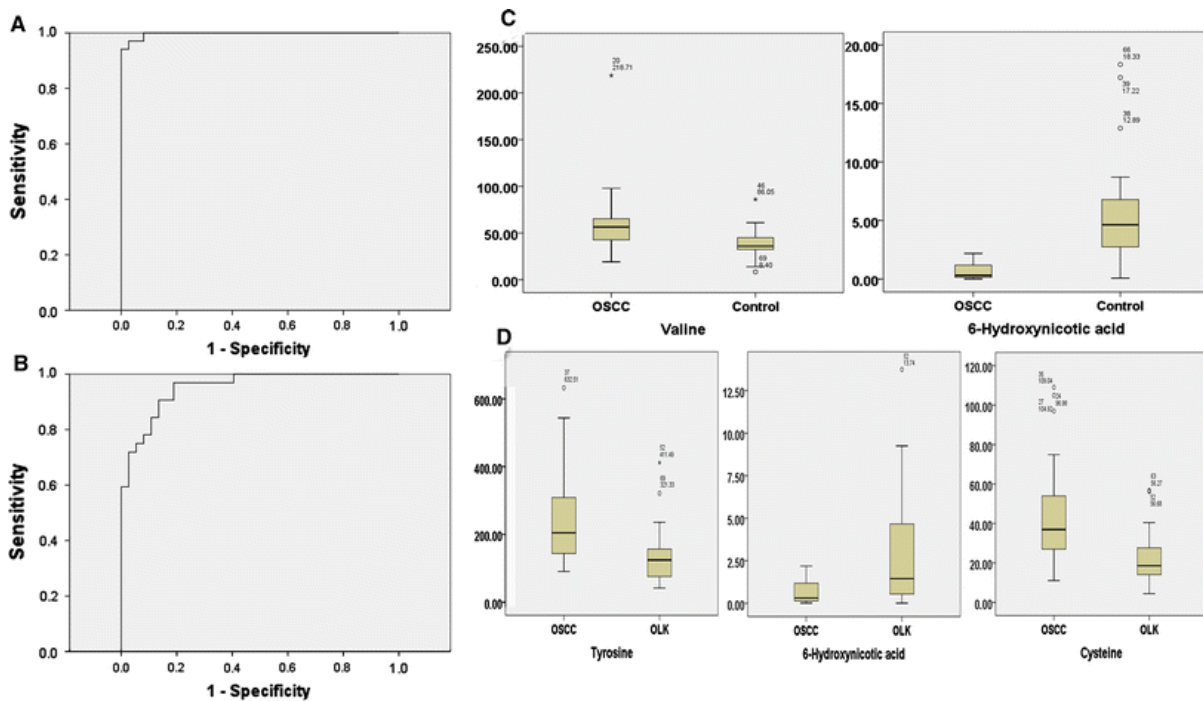 A
1.0
0.8
0.6
0.4
0.2
0.0
Sensitivity
0.0 0.2 0.4 0.6 0.8 1.0
1 - Specificity
B
1.0
0.8
0.6
0.4
0.2
0.0
Sensitivity
0.0 0.2 0.4 0.6 0.8 1.0
1 - Specificity
C
250.00
200.00
150.00
100.00
50.00
0.00
20
218.71
46
86.05
69
8.40
OSCC Control
Valine
20.00
15.00
10.00
5.00
0.00
66
18.33
39
17.22
38
12.89
OSCC Control
6-Hydroxynicotic acid
D
600.00
400.00
200.00
0.00
37
632.01
OSCC OLK
Tyrosine
12.50
10.00
7.50
5.00
2.50
0.00
13.74
OSCC OLK
6-Hydroxynicotic acid
120.00
100.00
80.00
60.00
40.00
20.00
0.00
OSCC OLK
Cysteine